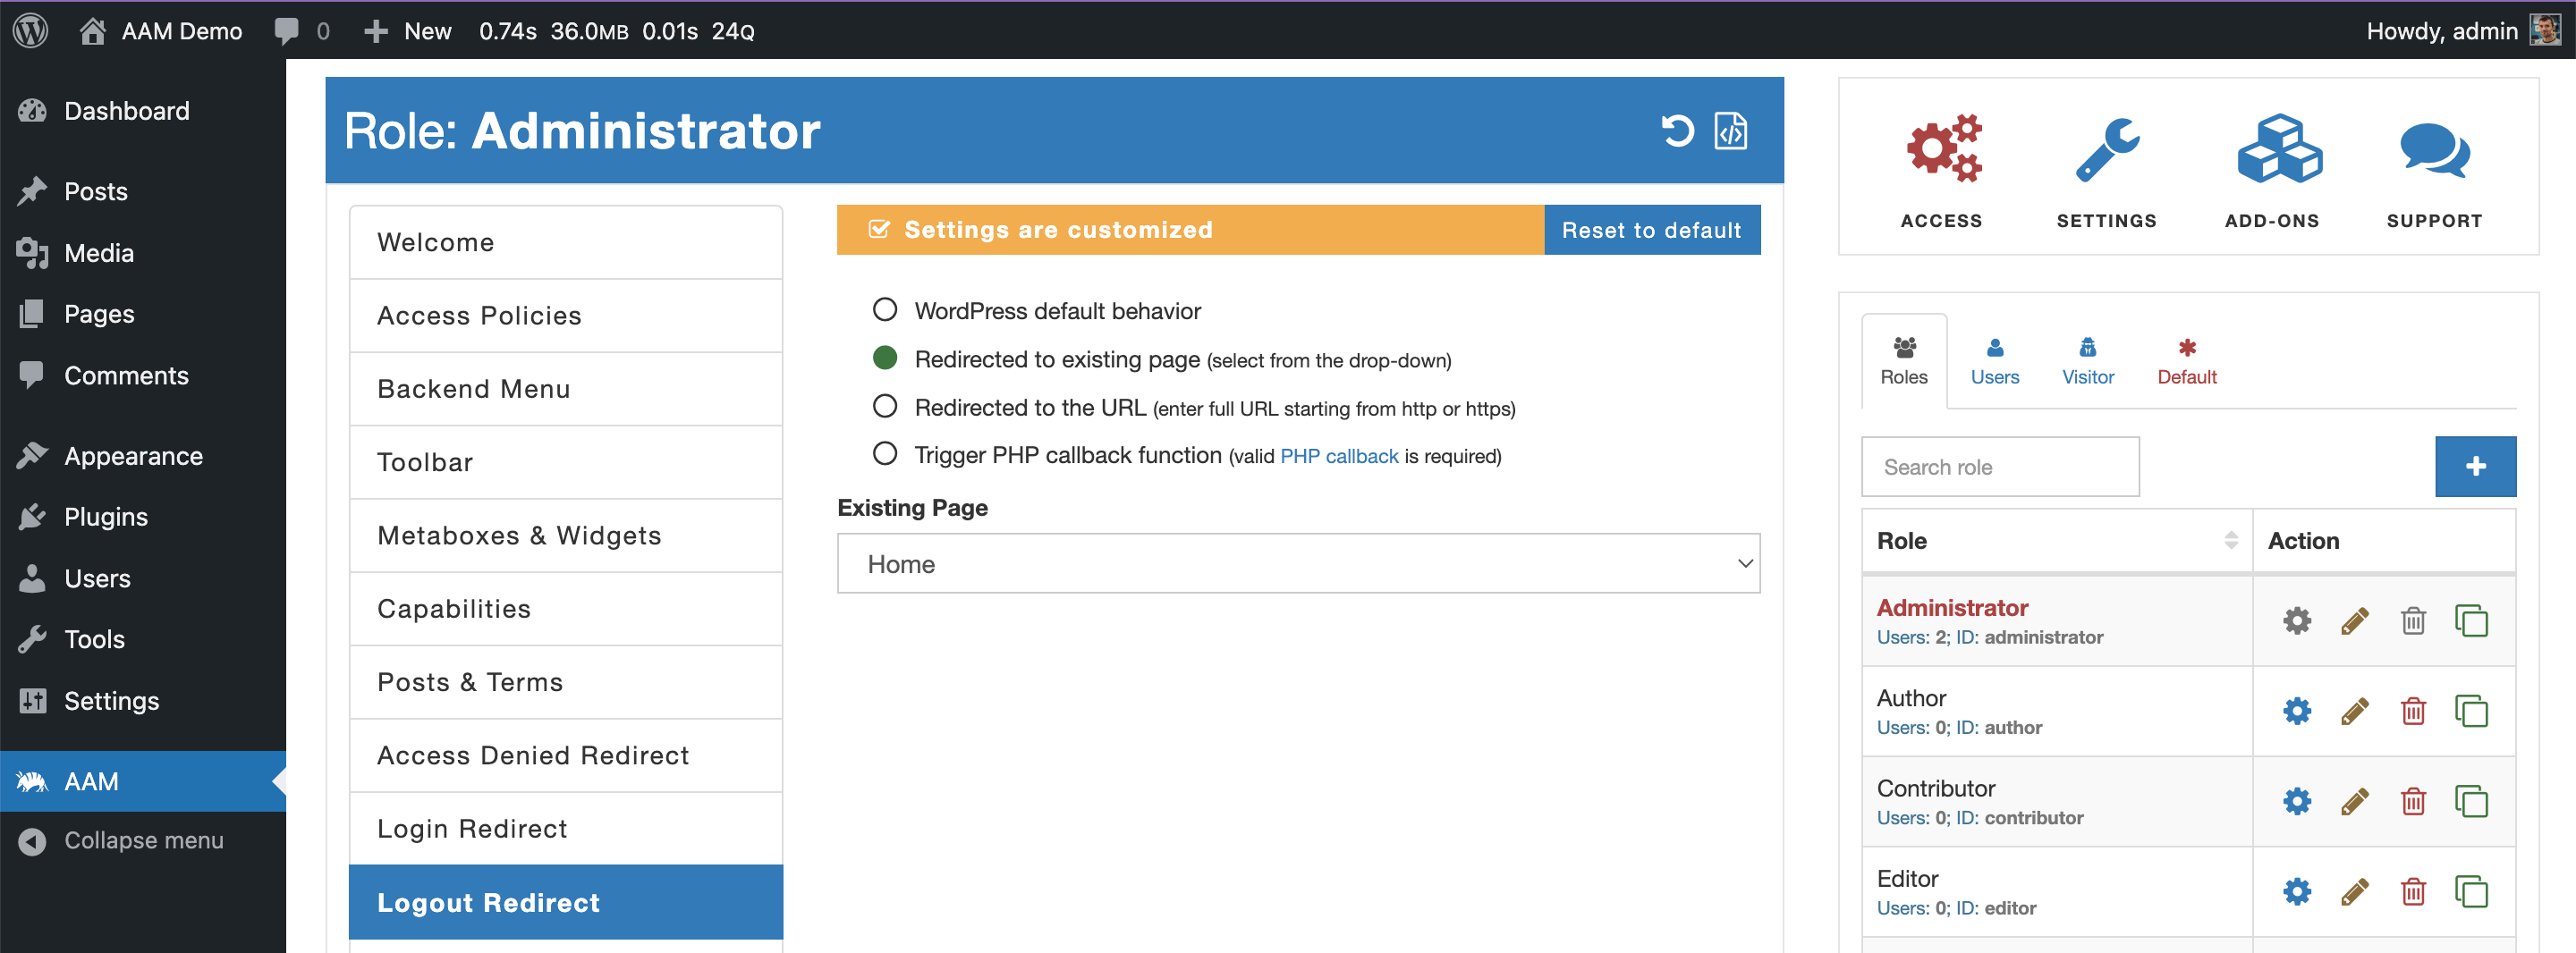 AAM Demo 0 New 0.74s 36.0MB 0.01s 24Q Howdy, admin
Dashboard
Posts
Media
Pages
Comments
Appearance
Plugins
Users
Tools
Settings
AAM
Collapse menu
Role: Administrator
Welcome
Access Policies
Backend Menu
Toolbar
Metaboxes & Widgets
Capabilities
Posts & Terms
Access Denied Redirect
Login Redirect
Logout Redirect
Settings are customized Reset to default
WordPress default behavior
Redirected to existing page (select from the drop-down)
Redirected to the URL (enter full URL starting from http or https)
Trigger PHP callback function (valid PHP callback is required)
Existing Page
Home
ACCESS SETTINGS ADD-ONS SUPPORT
Roles Users Visitor Default
Search role
Role Action
Administrator
Users: 2; ID: administrator
Author
Users: 0; ID: author
Contributor
Users: 0; ID: contributor
Editor
Users: 0; ID: editor